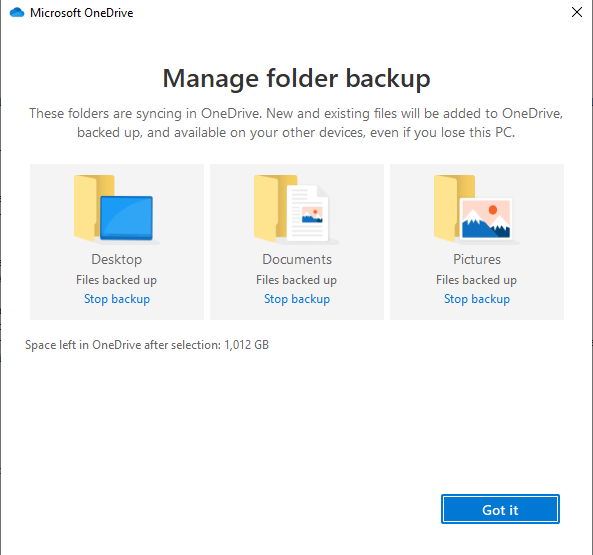 Microsoft OneDrive
Manage folder backup
These folders are syncing in OneDrive. New and existing files will be added to OneDrive,
backed up, and available on your other devices, even if you lose this PC.
Desktop
Files backed up
Stop backup
Documents
Files backed up
Stop backup
Pictures
Files backed up
Stop backup
Space left in OneDrive after selection: 1,012 GB
Got it